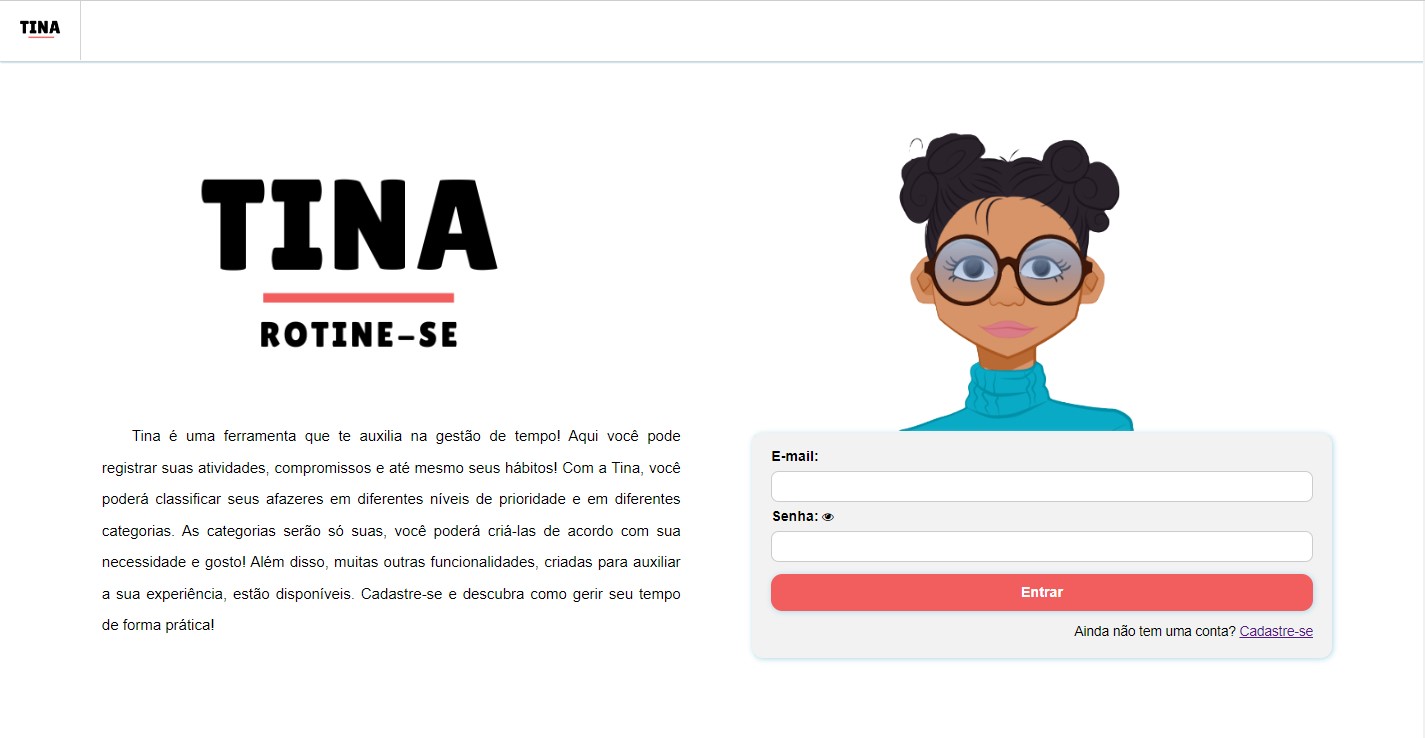 TINA
TINA
ROTINE-SE
Tina é uma ferramenta que te auxilia na gestão de tempo! Aqui você pode
registrar suas atividades, compromissos e até mesmo seus hábitos! Com a Tina, você
poderá classificar seus afazeres em diferentes níveis de prioridade e em diferentes
categorias. As categorias serão só suas, você poderá criá-las de acordo com sua
necessidade e gosto! Além disso, muitas outras funcionalidades, criadas para auxiliar
a sua experiência, estão disponíveis. Cadastre-se e descubra como gerir seu tempo
de forma prática!
E-mail:
Senha:
Entrar
Ainda não tem uma conta? Cadastre-se